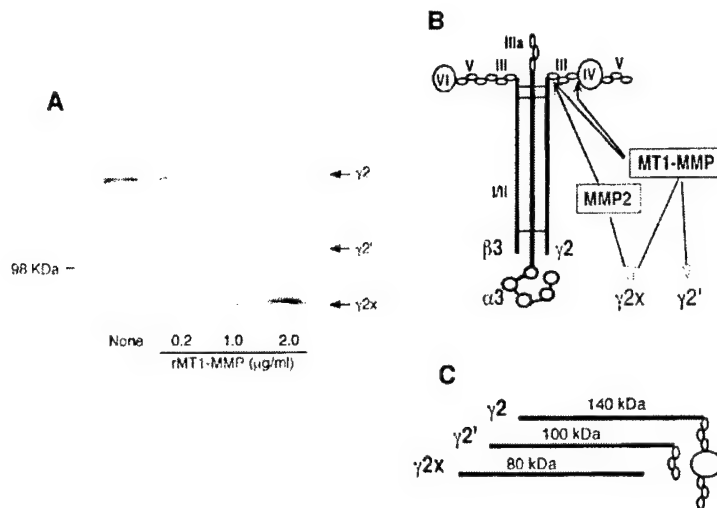 A
γ2
γ2'
98 KDa
γ2x
None 0.2 1.0 2.0
rMT1-MMP (μg/ml)
B
IIIa
VI V III III IV V
MT1-MMP
MMP2
I/II
β3 γ2
α3
γ2x γ2'
C
γ2 140 kDa
γ2' 100 kDa
γ2x 80 kDa